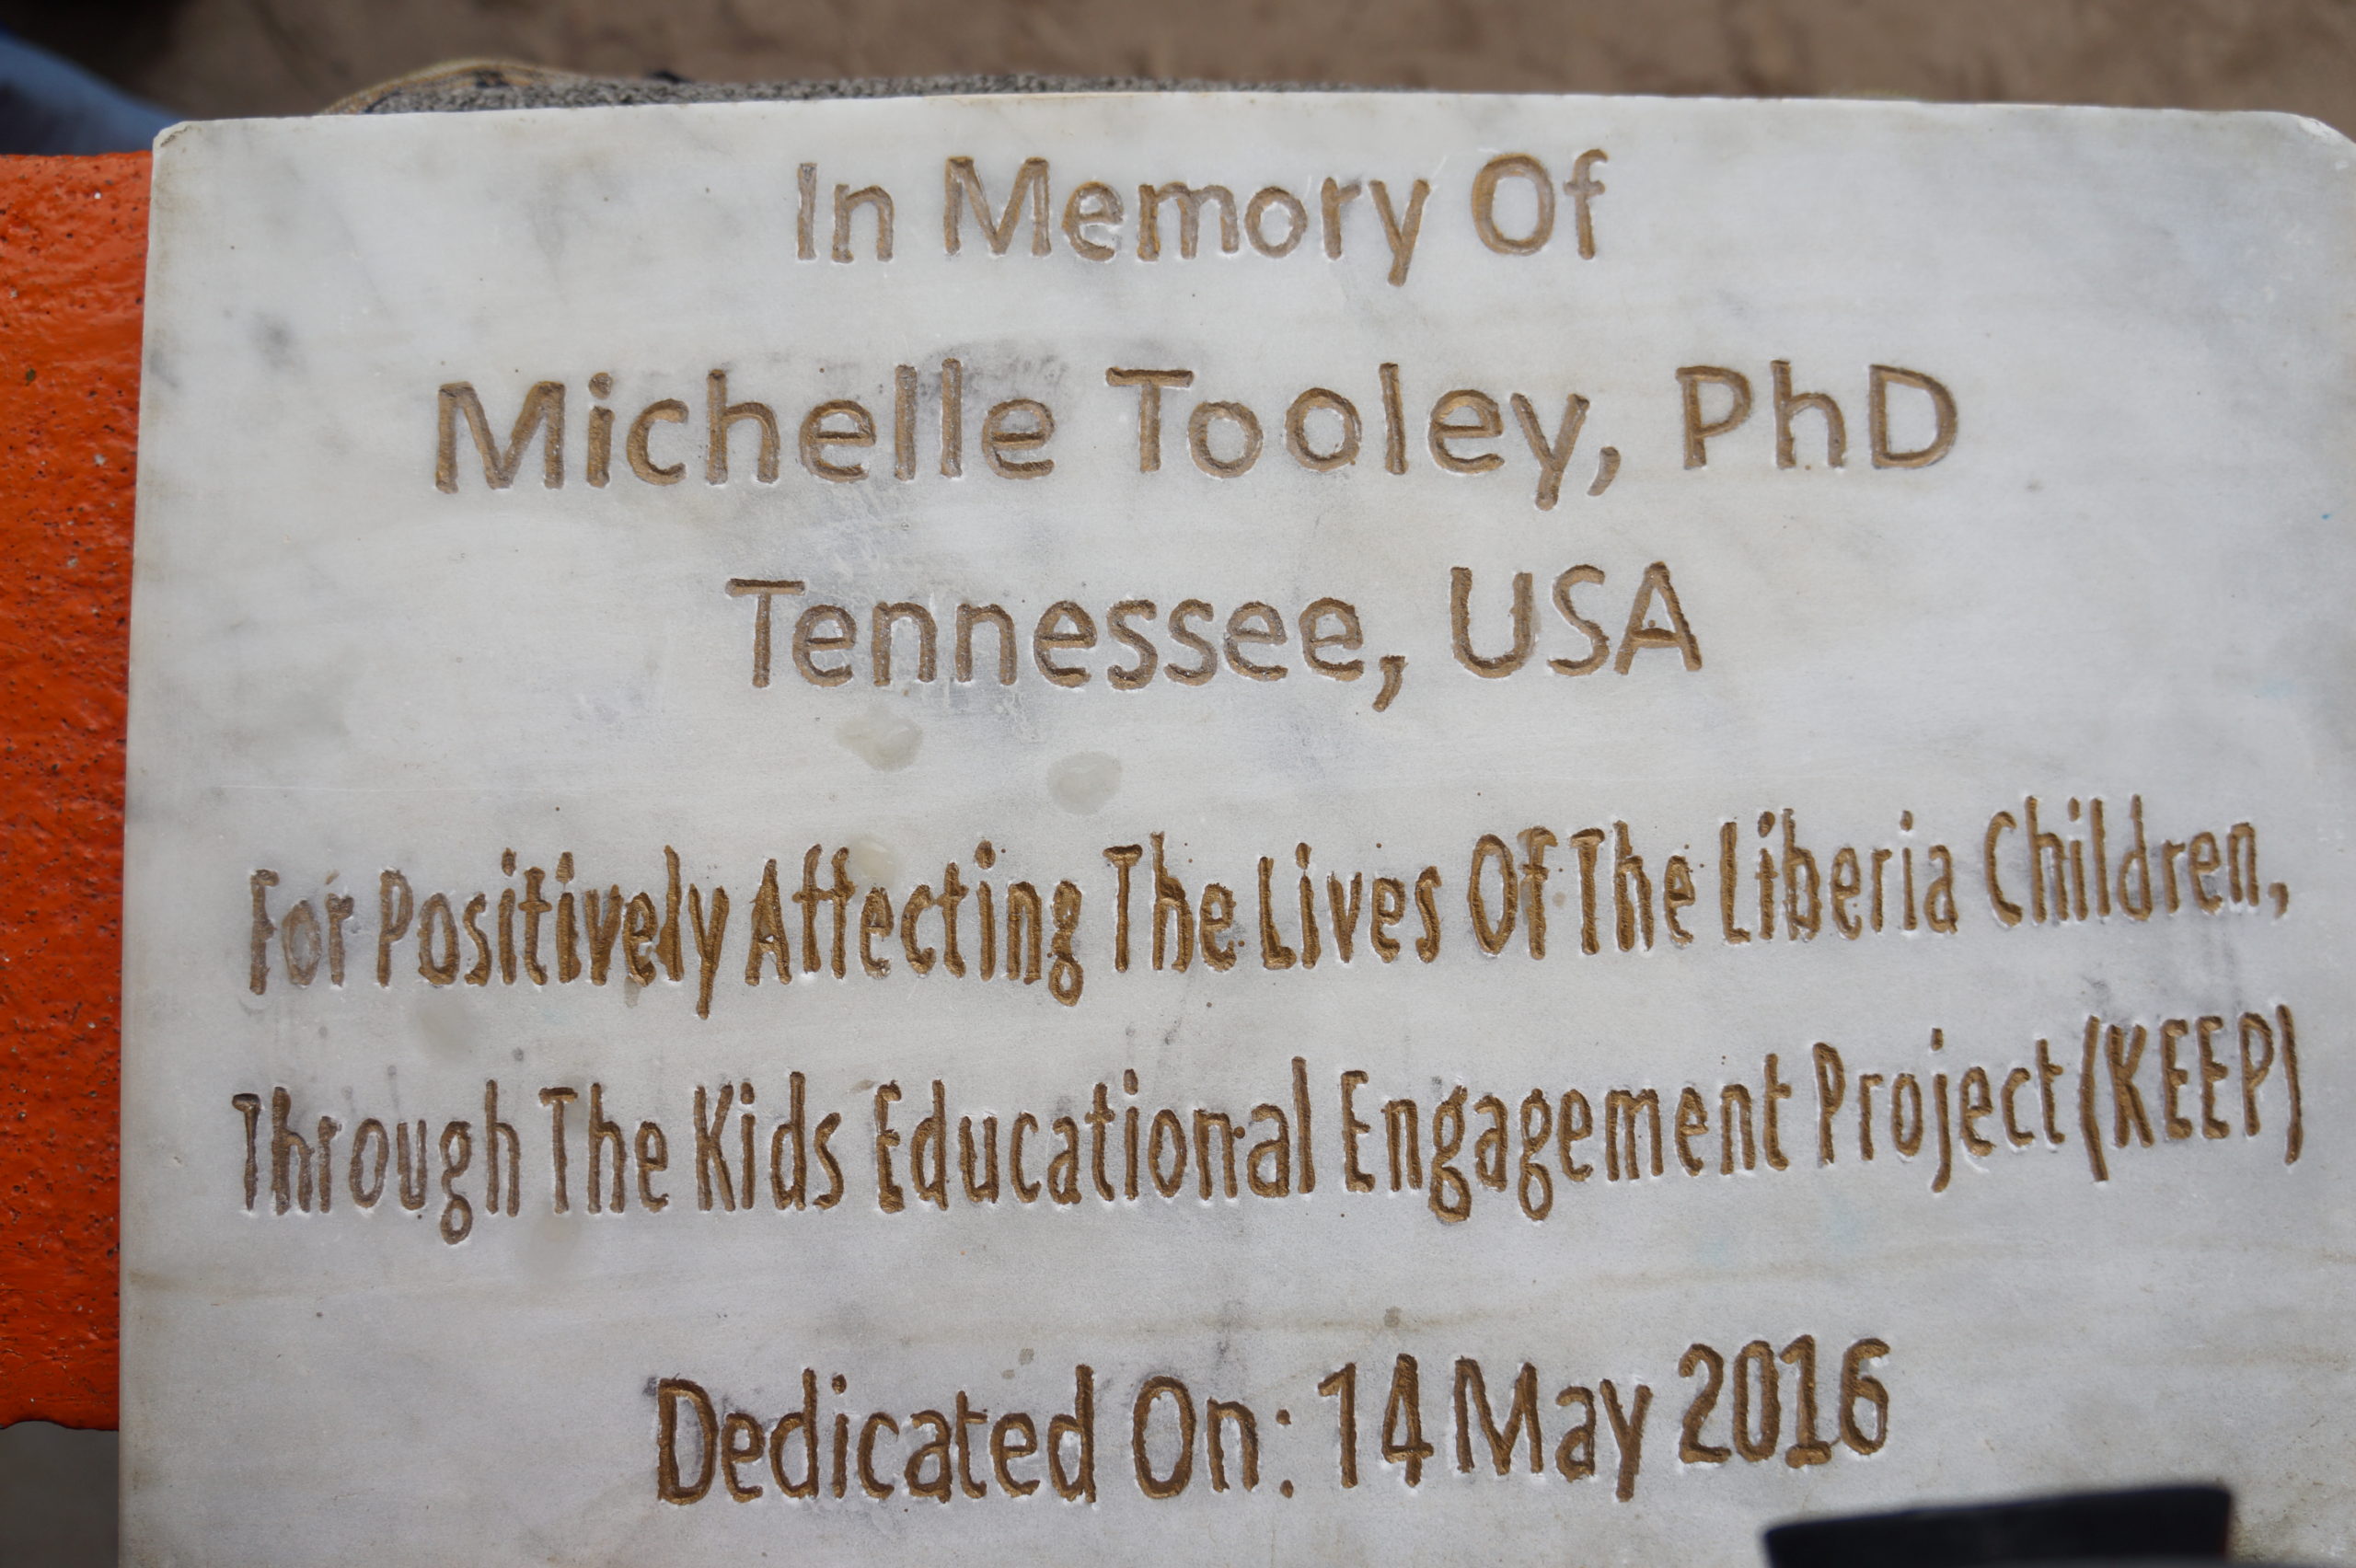 In Memory Of
Michelle Tooley, PhD
Tennessee, USA
For Positively Affecting The Lives Of The Liberia Children,
Through The Kids Educational Engagement Project (KEEP)
Dedicated On: 14 May 2016